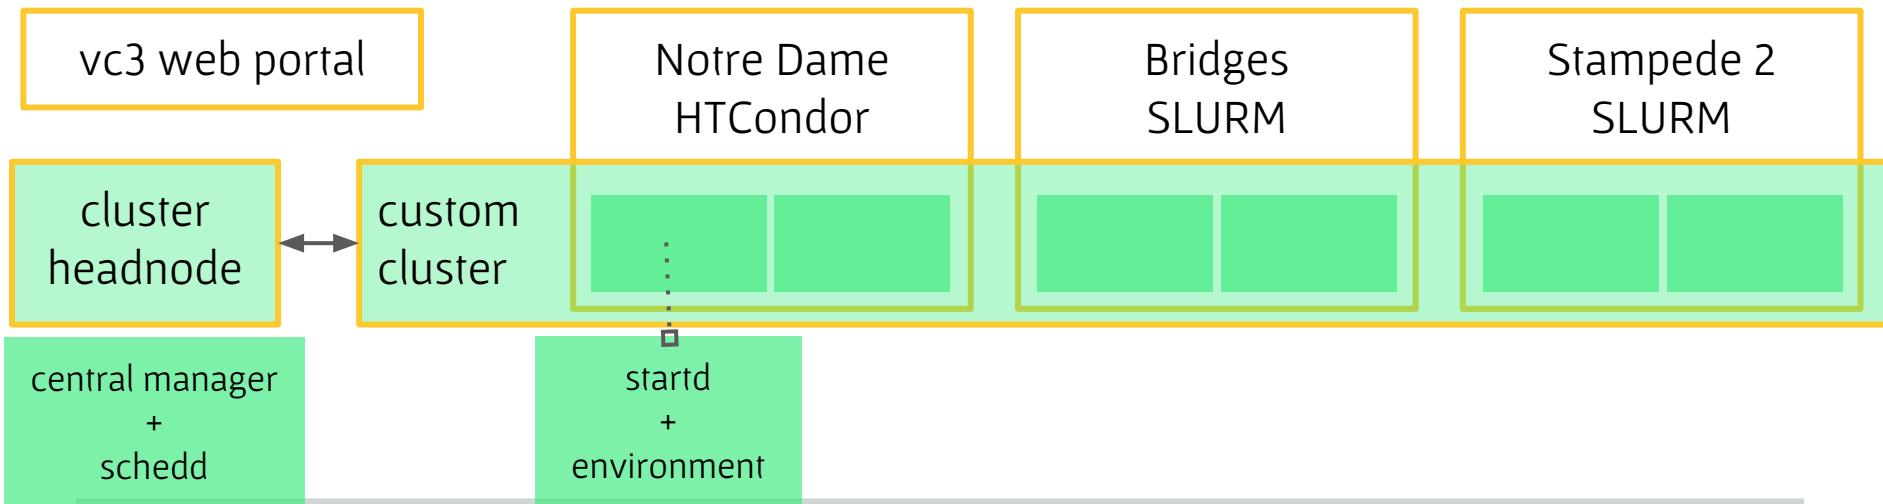 vc3 web portal
Notre Dame
HTCondor
Bridges
SLURM
Stampede 2
SLURM
cluster
headnode
custom
cluster
central manager
+
schedd
startd
+
environment